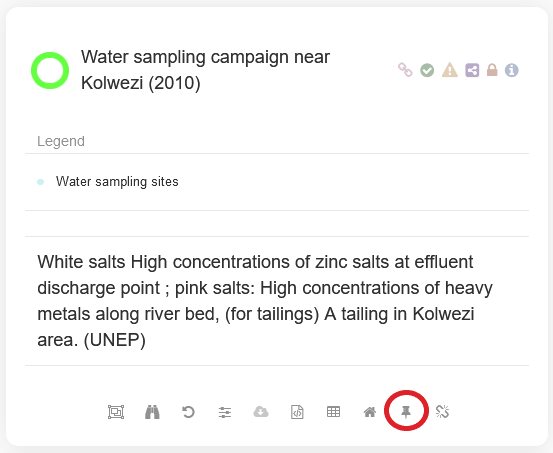 Water sampling campaign near
Kolwezi (2010)
Legend
Water sampling sites
White salts High concentrations of zinc salts at effluent
discharge point ; pink salts: High concentrations of heavy
metals along river bed, (for tailings) A tailing in Kolwezi
area. (UNEP)